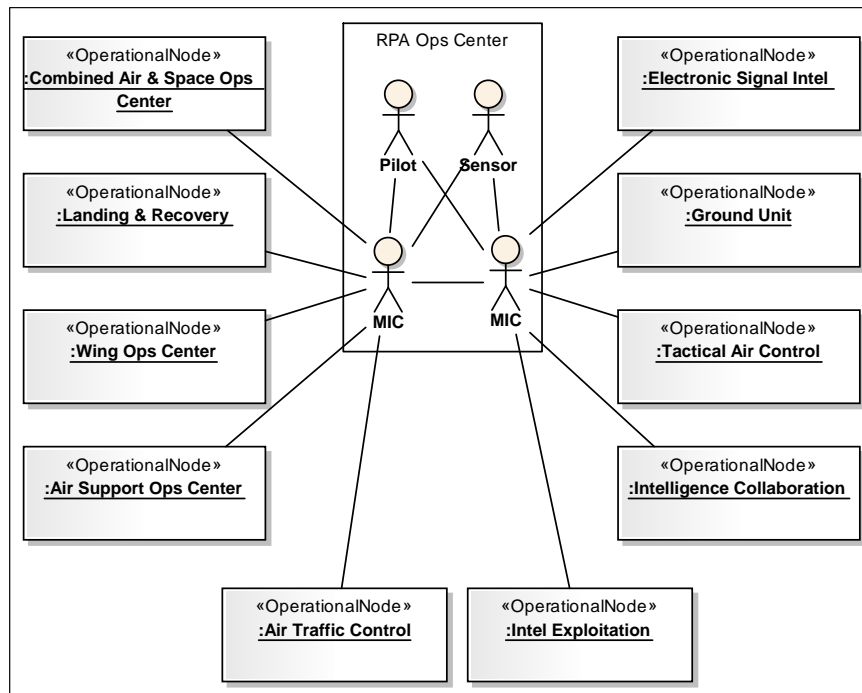 RPA Ops Center
Pilot
Sensor
MIC
MIC
«OperationalNode»
:Combined Air & Space Ops
Center
«OperationalNode»
:Landing & Recovery
«OperationalNode»
:Wing Ops Center
«OperationalNode»
:Air Support Ops Center
«OperationalNode»
:Air Traffic Control
«OperationalNode»
:Intel Exploitation
«OperationalNode»
:Electronic Signal Intel
«OperationalNode»
:Ground Unit
«OperationalNode»
:Tactical Air Control
«OperationalNode»
:Intelligence Collaboration